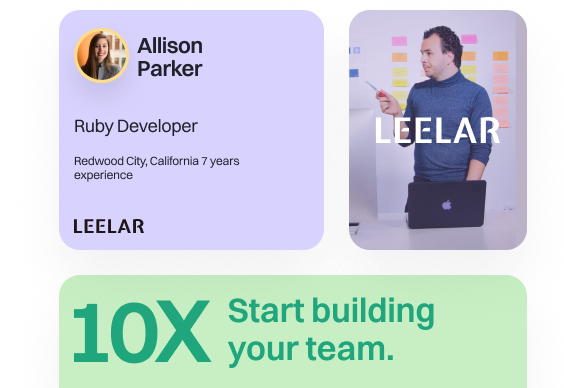 Allison
Parker
Ruby Developer
Redwood City, California 7 years
experience
LEELAR
LEELAR
10X
Start building
your team.